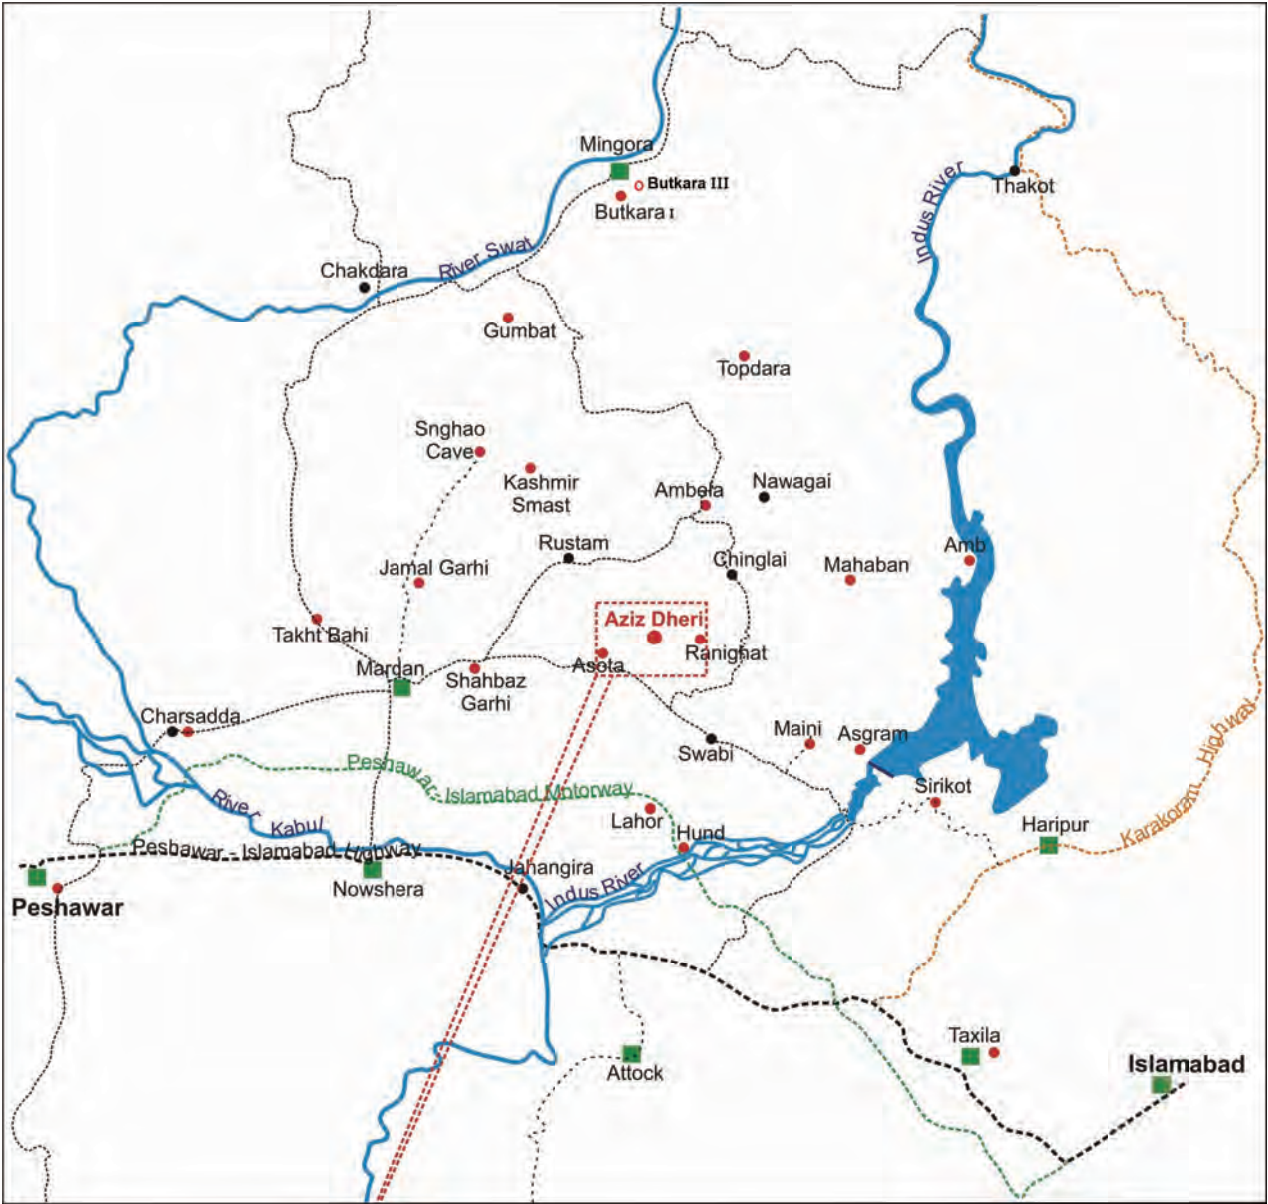 Mingora
Butkara III
Butkara I
Thakot
Indus River
River Swat
Chakdara
Gumbat
Topdara
Snghao
Cave
Kashmir
Smast
Ambela
Nawagai
Rustam
Chinglai
Amb
Jamal Garhi
Mahaban
Aziz Dheri
Takht Bahi
Ranighat
Asota
Mardan
Shahbaz
Garhi
Charsadda
Maini
Asgram
Swabi
Karakoram Highway
Peshawar - Islamabad Motorway
Sirikot
River Kabul
Lahor
Hund
Haripur
Peshawar - Islamabad Highway
Jahangira
Indus River
Nowshera
Peshawar
Taxila
Islamabad
Attock